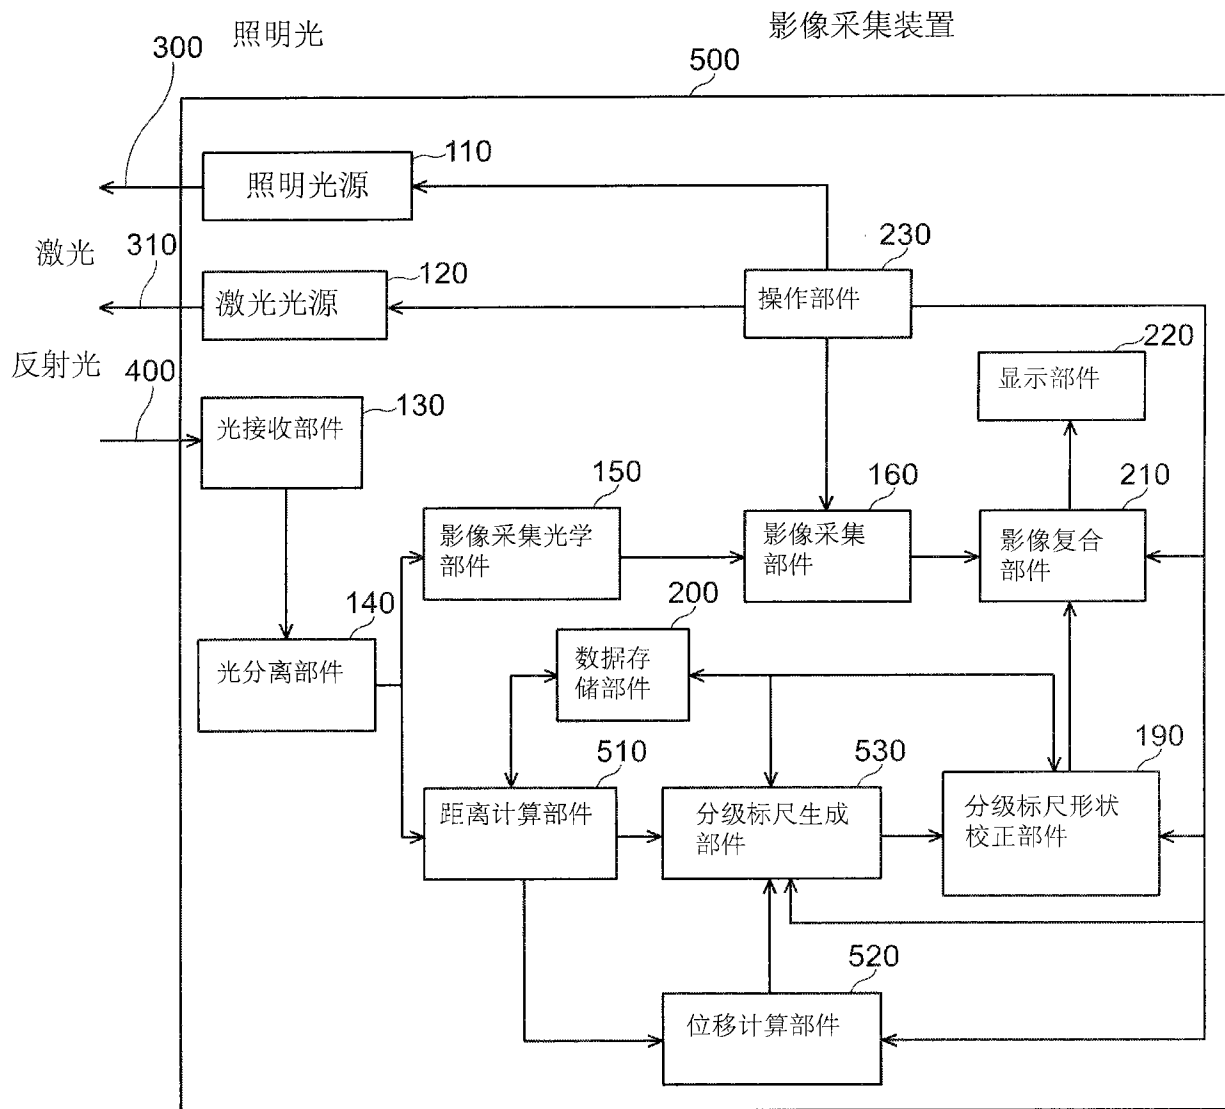 照明光
影像采集装置
300
500
110
照明光源
激光
310
120
230
激光光源
操作部件
反射光
400
130
220
显示部件
光接收部件
150
160
210
影像采集光学
部件
影像采集
部件
影像复合
部件
140
200
光分离部件
数据存
储部件
510
530
190
距离计算部件
分级标尺生成
部件
分级标尺形状
校正部件
520
位移计算部件